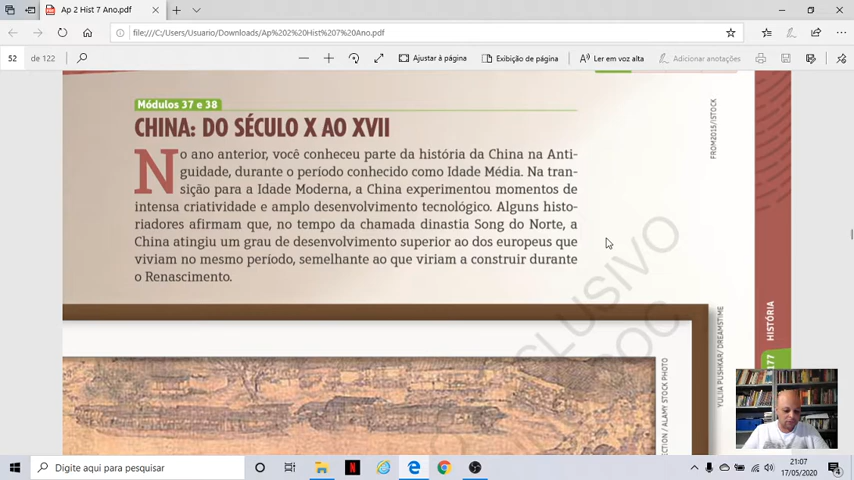 Ap 2 Hist 7 Ano.pdf
file:///C:/Users/Usuario/Downloads/Ap%202%20Hist%207%20Ano.pdf
52 de 122
Ajustar à página
Exibição de página
Ler em voz alta
Adicionar anotações
Módulos 37 e 38
CHINA: DO SÉCULO X AO XVII
No ano anterior, você conheceu parte da história da China na Anti-
guidade, durante o período conhecido como Idade Média. Na tran-
sição para a Idade Moderna, a China experimentou momentos de
intensa criatividade e amplo desenvolvimento tecnológico. Alguns histo-
riadores afirmam que, no tempo da chamada dinastia Song do Norte, a
China atingiu um grau de desenvolvimento superior ao dos europeus que
viviam no mesmo período, semelhante ao que viriam a construir durante
o Renascimento.
FROM2015/ISTOCK
EXCLUSIVO
OC
HISTÓRIA
177
YULIIA PUSHKAR/ DREAMSTIME
ECTION / ALAMY STOCK PHOTO
Digite aqui para pesquisar
21:07
17/05/2020
4